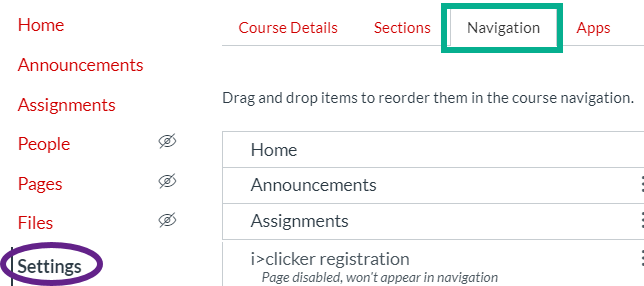 Home
Announcements
Assignments
People
Pages
Files
Settings
Course Details Sections Navigation Apps
Drag and drop items to reorder them in the course navigation.
Home
Announcements
Assignments
i>clicker registration
Page disabled, won't appear in navigation